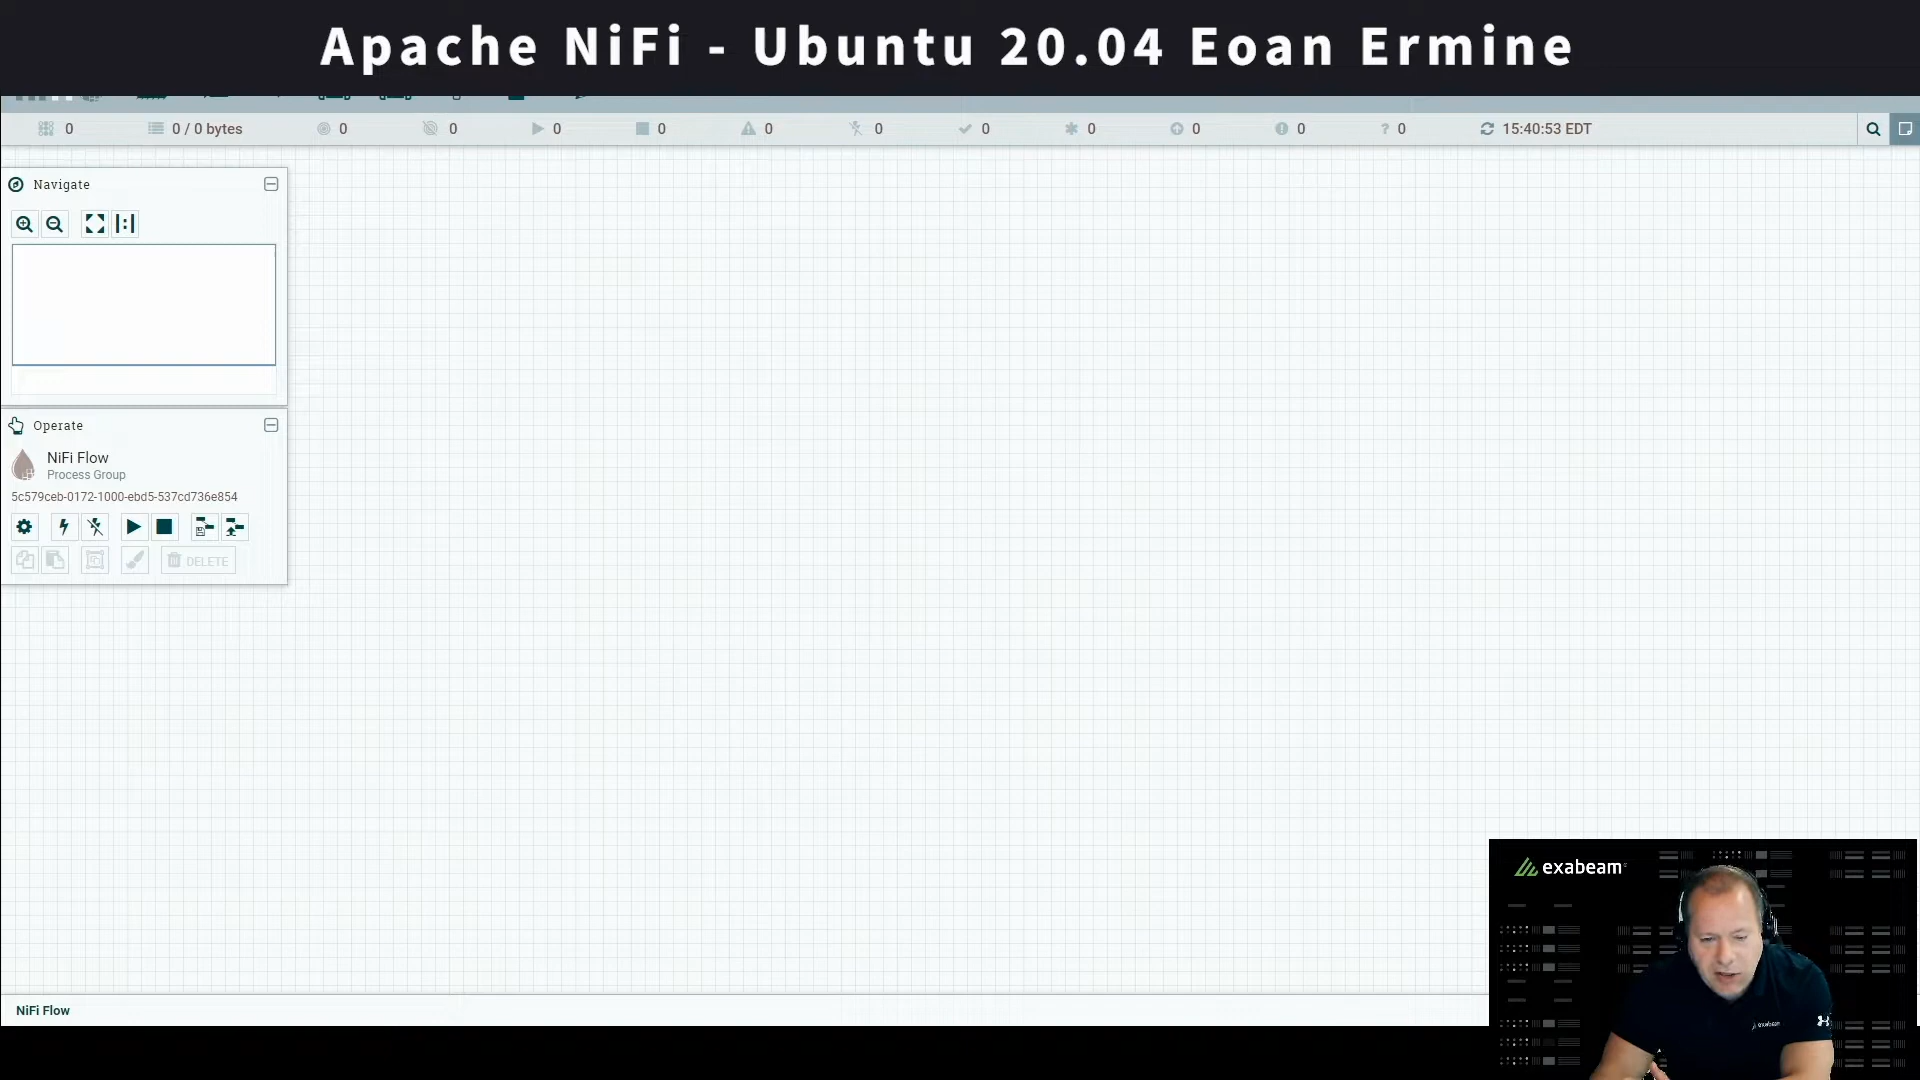 Apache NiFi - Ubuntu 20.04 Eoan Ermine
0 0 / 0 bytes 0 0 0 0 0 0 0 0 0 0 ? 0 15:40:53 EDT
Navigate
Operate
NiFi Flow
Process Group
5c579ceb-0172-1000-ebd5-537cd736e854
DELETE
NiFi Flow
exabeam
exabeam